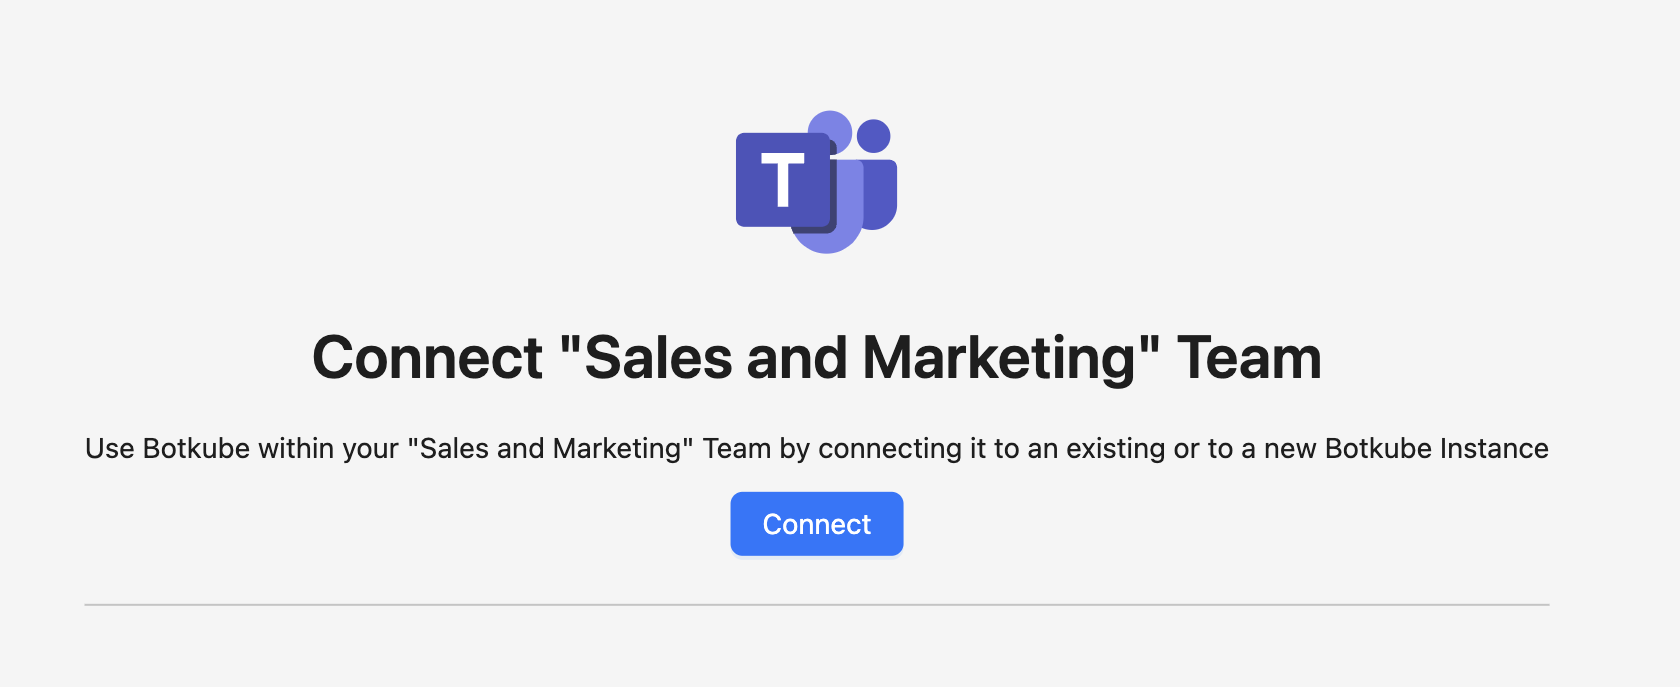 T
Connect "Sales and Marketing" Team
Use Botkube within your "Sales and Marketing" Team by connecting it to an existing or to a new Botkube Instance
Connect